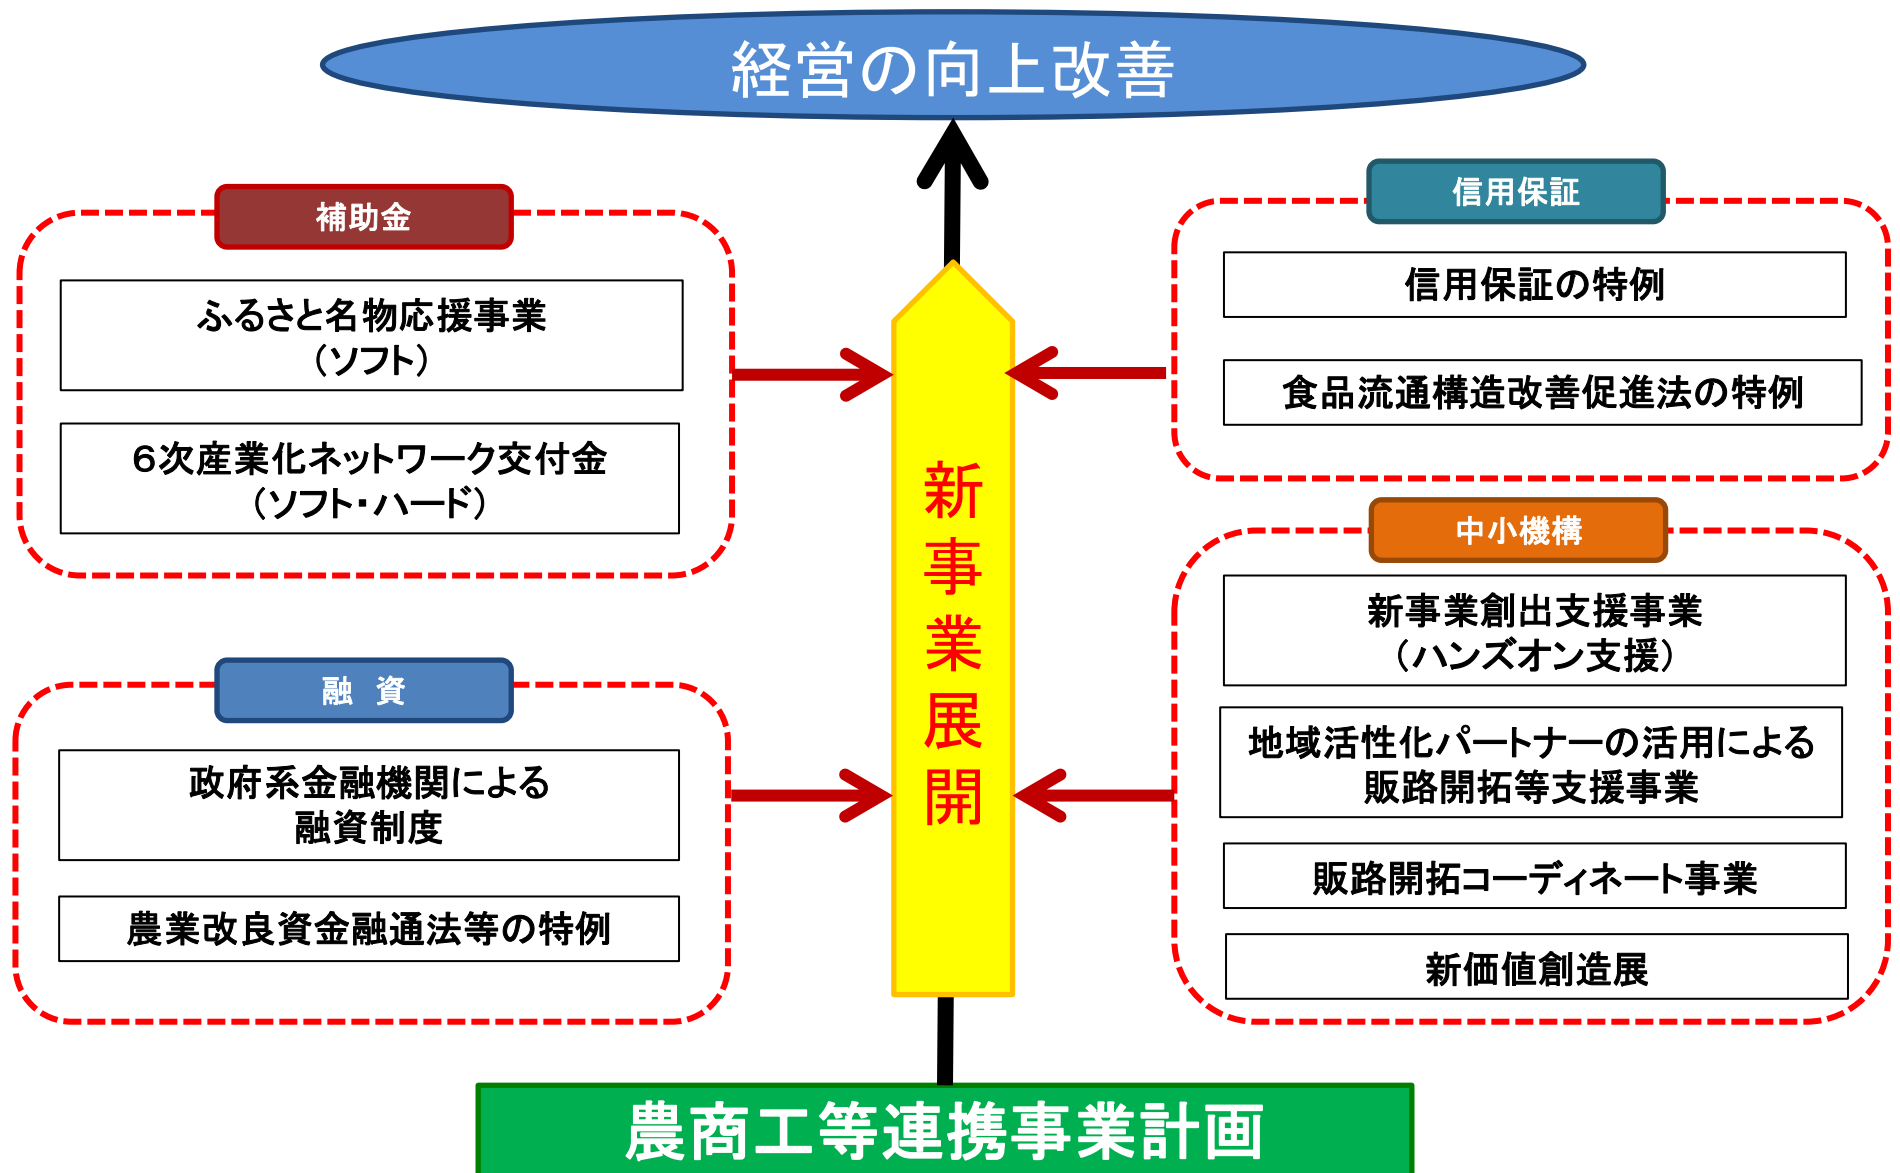 経営の向上改善
補助金
ふるさと名物応援事業
（ソフト）
６次産業化ネットワーク交付金
（ソフト・ハード）
融　資
政府系金融機関による
融資制度
農業改良資金融通法等の特例
新事業展開
信用保証
信用保証の特例
食品流通構造改善促進法の特例
中小機構
新事業創出支援事業
（ハンズオン支援）
地域活性化パートナーの活用による
販路開拓等支援事業
販路開拓コーディネート事業
新価値創造展
農商工等連携事業計画